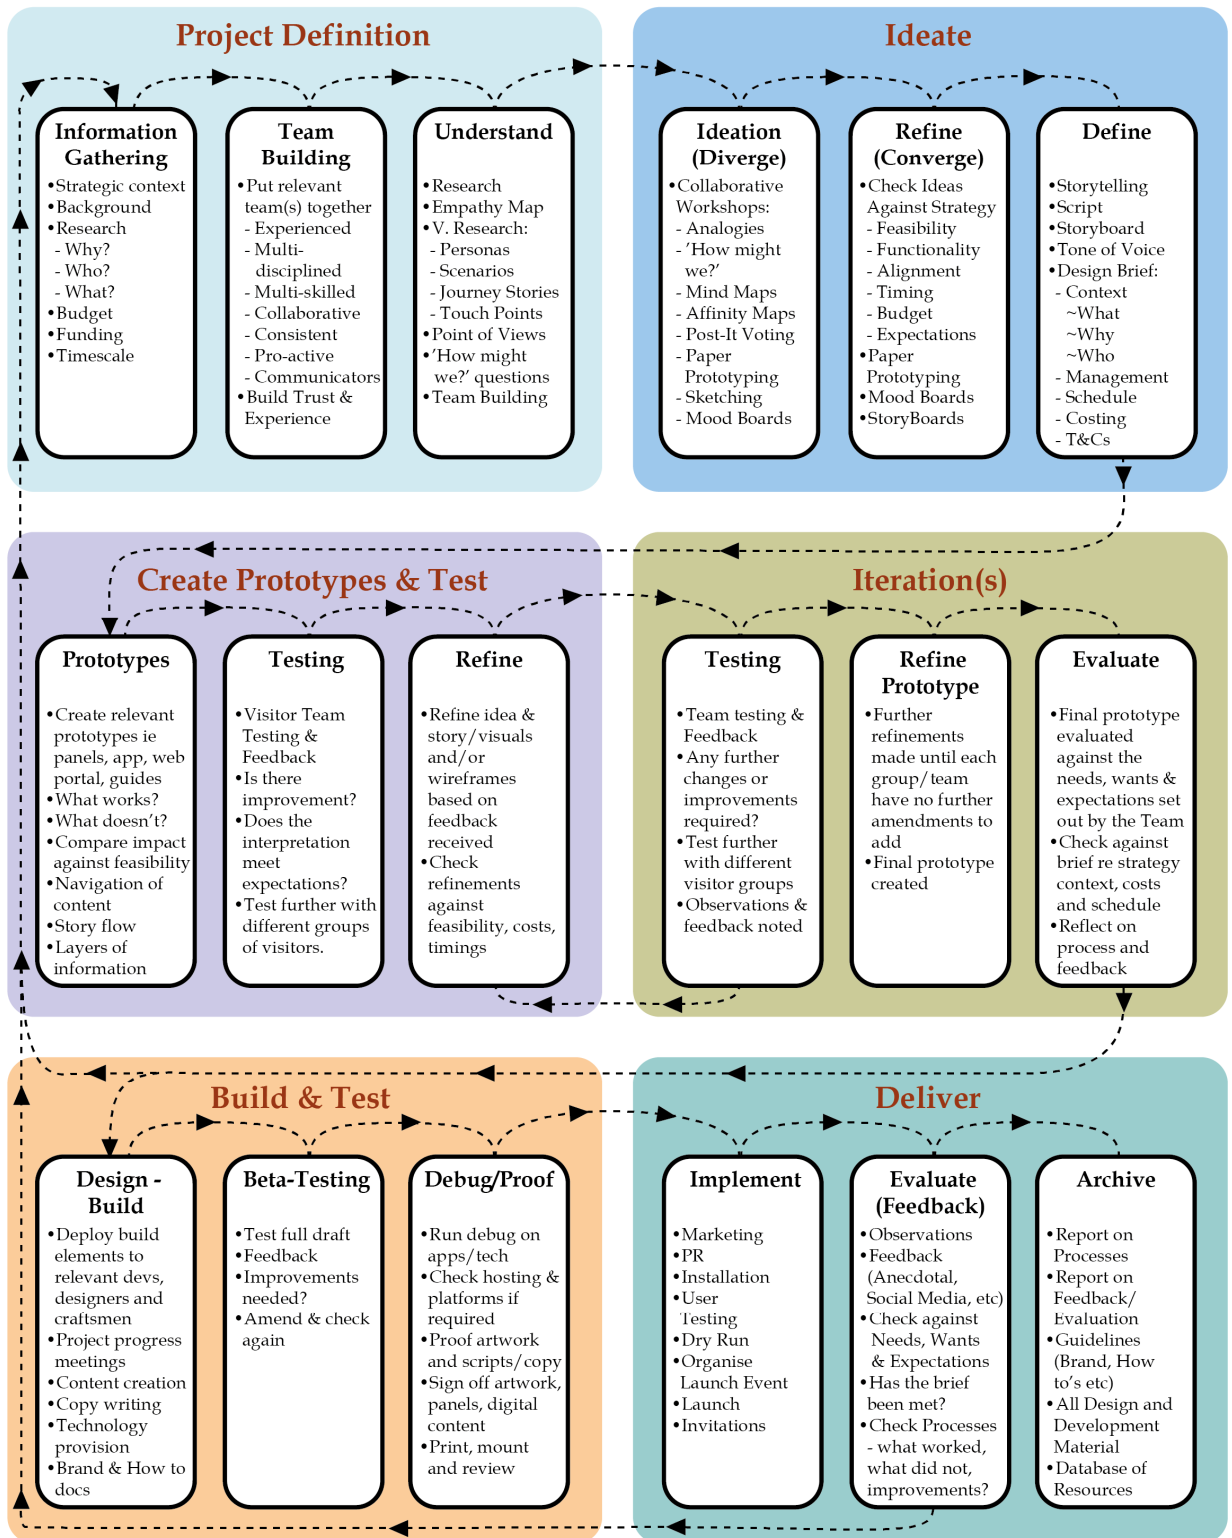 Project Definition
Information
Gathering
•Strategic context
•Background
•Research
- Why?
- Who?
- What?
•Budget
•Funding
•Timescale
Team
Building
•Put relevant
team(s) together
- Experienced
- Multi-
disciplined
- Multi-skilled
- Collaborative
- Consistent
- Pro-active
- Communicators
•Build Trust &
Experience
Understand
•Research
•Empathy Map
•V. Research:
- Personas
- Scenarios
- Journey Stories
- Touch Points
•Point of Views
•’How might
we?’ questions
•Team Building
Ideate
Ideation
(Diverge)
•Collaborative
Workshops:
- Analogies
- ’How might
we?’
- Mind Maps
- Affinity Maps
- Post-It Voting
- Paper
Prototyping
- Sketching
- Mood Boards
Refine
(Converge)
•Check Ideas
Against Strategy
- Feasibility
- Functionality
- Alignment
- Timing
- Budget
- Expectations
•Paper
Prototyping
•Mood Boards
•StoryBoards
Define
•Storytelling
•Script
•Storyboard
•Tone of Voice
•Design Brief:
- Context
~What
~Why
~Who
- Management
- Schedule
- Costing
- T&Cs
Create Prototypes & Test
Prototypes
•Create relevant
prototypes ie
panels, app, web
portal, guides
•What works?
•What doesn’t?
•Compare impact
against feasibility
•Navigation of
content
•Story flow
•Layers of
information
Testing
•Visitor Team
Testing &
Feedback
•Is there
improvement?
•Does the
interpretation
meet
expectations?
•Test further with
different groups
of visitors.
Refine
•Refine idea &
story/visuals
and/or
wireframes
based on
feedback
received
•Check
refinements
against
feasibility, costs,
timings
Iteration(s)
Testing
•Team testing &
Feedback
•Any further
changes or
improvements
required?
•Test further
with different
visitor groups
•Observations &
feedback noted
Refine
Prototype
•Further
refinements
made until each
group/team
have no further
amendments to
add
•Final prototype
created
Evaluate
•Final prototype
evaluated
against the
needs, wants &
expectations set
out by the Team
•Check against
brief re strategy
context, costs
and schedule
•Reflect on
process and
feedback
Build & Test
Design -
Build
•Deploy build
elements to
relevant devs,
designers and
craftsmen
•Project progress
meetings
•Content creation
•Copy writing
•Technology
provision
•Brand & How to
docs
Beta-Testing
•Test full draft
•Feedback
•Improvements
needed?
•Amend & check
again
Debug/Proof
•Run debug on
apps/tech
•Check hosting &
platforms if
required
•Proof artwork
and scripts/copy
•Sign off artwork,
panels, digital
content
•Print, mount
and review
Deliver
Implement
•Marketing
•PR
•Installation
•User
Testing
•Dry Run
•Organise
Launch Event
•Launch
•Invitations
Evaluate
(Feedback)
•Observations
•Feedback
(Anecdotal,
Social Media, etc)
•Check against
Needs, Wants
& Expectations
•Has the brief
been met?
•Check Processes
- what worked,
what did not,
improvements?
Archive
•Report on
Processes
•Report on
Feedback/
Evaluation
•Guidelines
(Brand, How
to’s etc)
•All Design and
Development
Material
•Database of
Resources